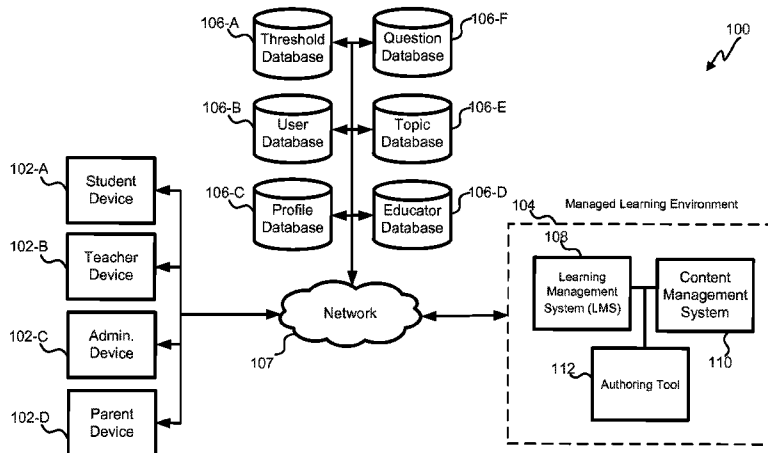 106-A
Threshold
Database
Question
Database
106-F
100
106-B
User
Database
Topic
Database
106-E
102-A
Student
Device
106-C
Profile
Database
Educator
Database
106-D
104
Managed Learning Environment
102-B
Teacher
Device
108
Learning
Management
System (LMS)
Content
Management
System
110
Network
107
102-C
Admin.
Device
112
Authoring Tool
102-D
Parent
Device